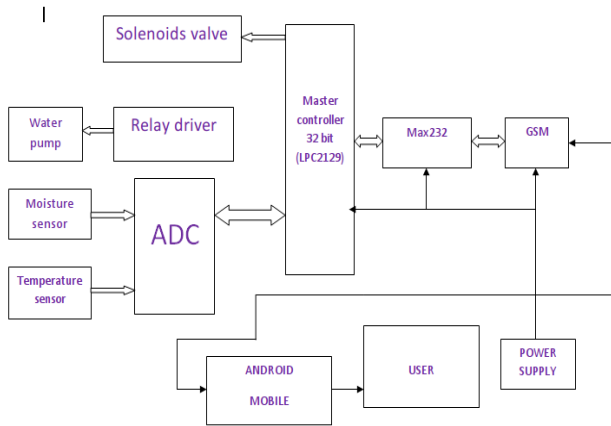 Solenoids valve
Water
pump
Relay driver
Master
controller
32 bit
(LPC2129)
Max232
GSM
Moisture
sensor
ADC
Temperature
sensor
ANDROID
MOBILE
USER
POWER
SUPPLY